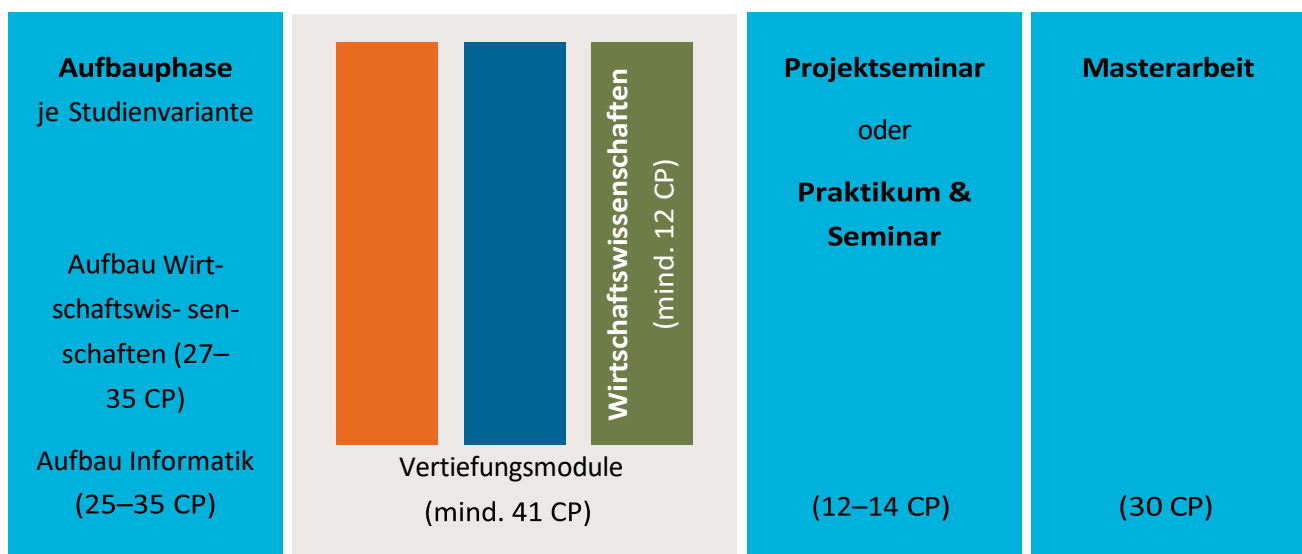 Aufbauphase
je Studienvariante
Aufbau Wirt-
schaftswis- sen-
schaften (27–
35 CP)
Aufbau Informatik
(25–35 CP)
Wirtschaftswissenschaften
(mind. 12 CP)
Vertiefungsmodule
(mind. 41 CP)
Projektseminar
oder
Praktikum &
Seminar
(12–14 CP)
Masterarbeit
(30 CP)